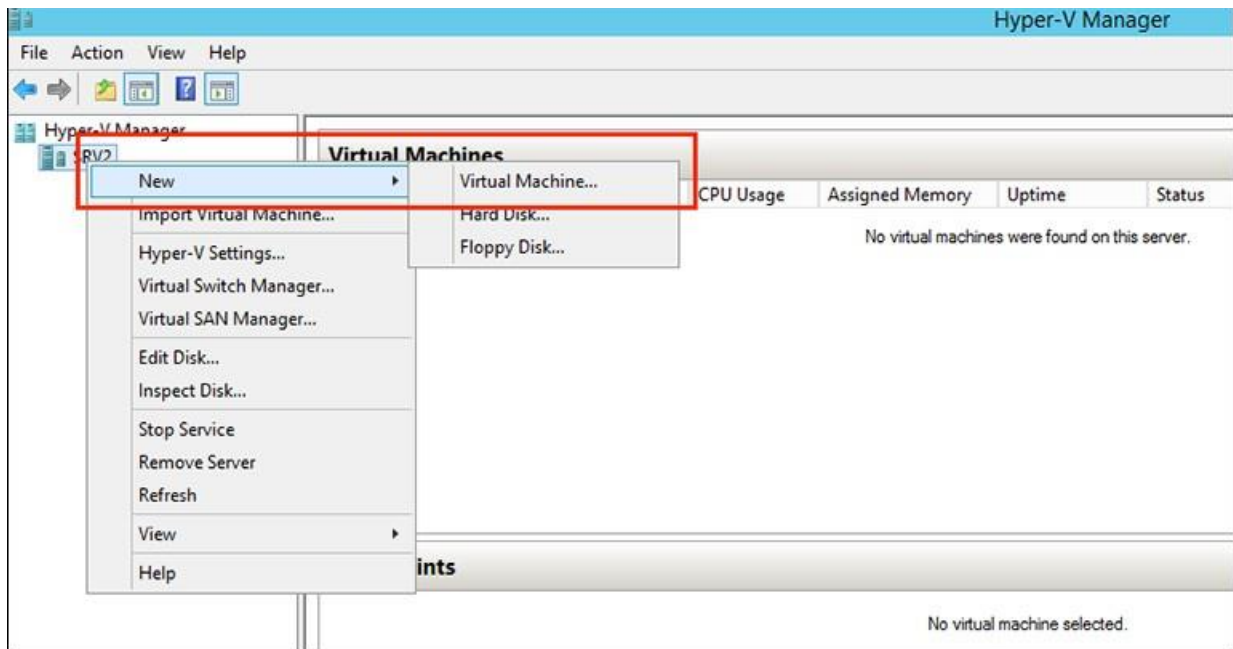 Hyper-V Manager
File Action View Help
Hyper-V Manager
SRV2
Virtual Machines
New
Virtual Machine...
CPU Usage Assigned Memory Uptime Status
Import Virtual Machine...
Hard Disk...
No virtual machines were found on this server.
Hyper-V Settings...
Floppy Disk...
Virtual Switch Manager...
Virtual SAN Manager...
Edit Disk...
Inspect Disk...
Stop Service
Remove Server
Refresh
View
Help
ints
No virtual machine selected.